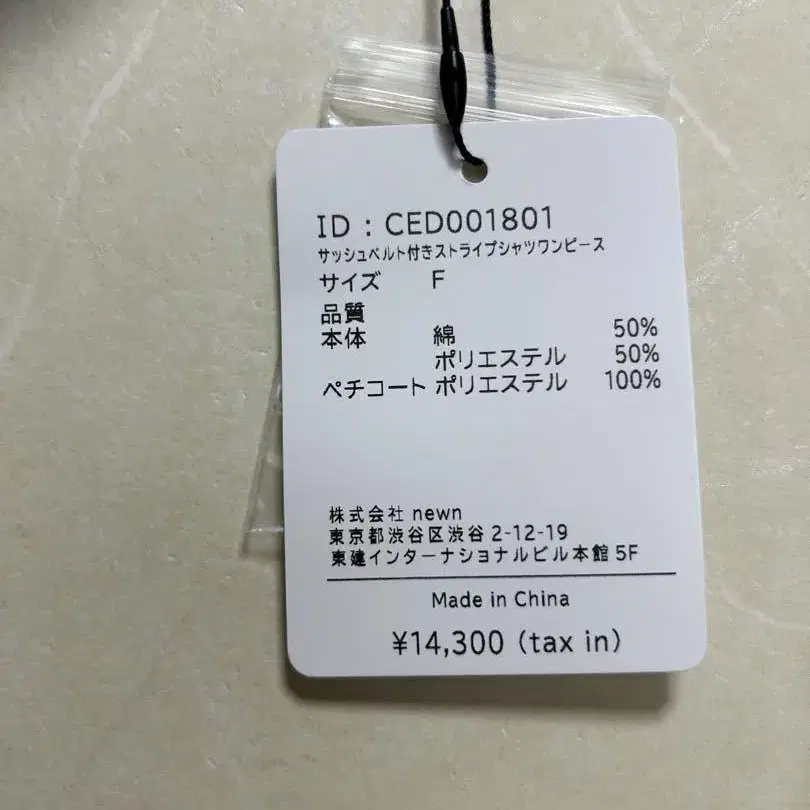 ID : CED001801
サッシュベルト付きストライプシャツワンピース
サイズ F
品質
本体 綿 50%
ポリエステル 50%
ペチコート ポリエステル 100%
株式会社 newn
東京都渋谷区渋谷 2-12-19
東建インターナショナルビル本館 5F
Made in China
¥14,300 (tax in)